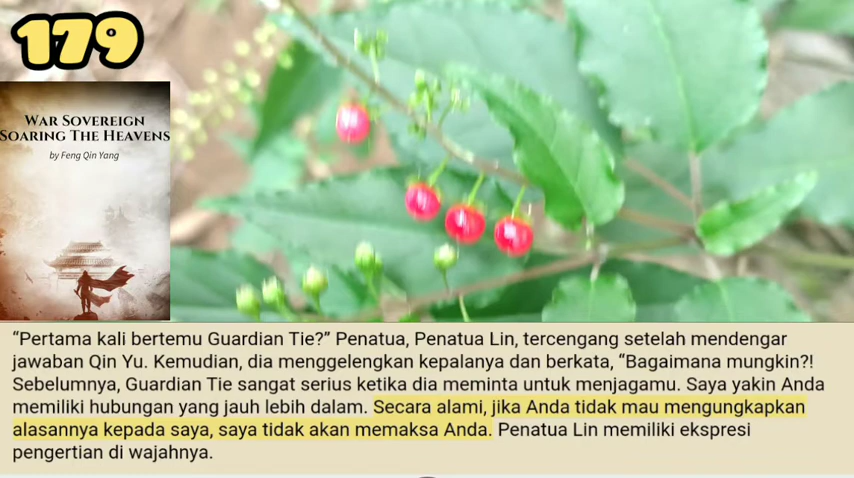 179
WAR SOVEREIGN
SOARING THE HEAVENS
by Feng Qin Yang
“Pertama kali bertemu Guardian Tie?” Penatua, Penatua Lin, tercengang setelah mendengar
jawaban Qin Yu. Kemudian, dia menggelengkan kepalanya dan berkata, “Bagaimana mungkin?!
Sebelumnya, Guardian Tie sangat serius ketika dia meminta untuk menjagamu. Saya yakin Anda
memiliki hubungan yang jauh lebih dalam. Secara alami, jika Anda tidak mau mengungkapkan
alasannya kepada saya, saya tidak akan memaksa Anda. Penatua Lin memiliki ekspresi
pengertian di wajahnya.